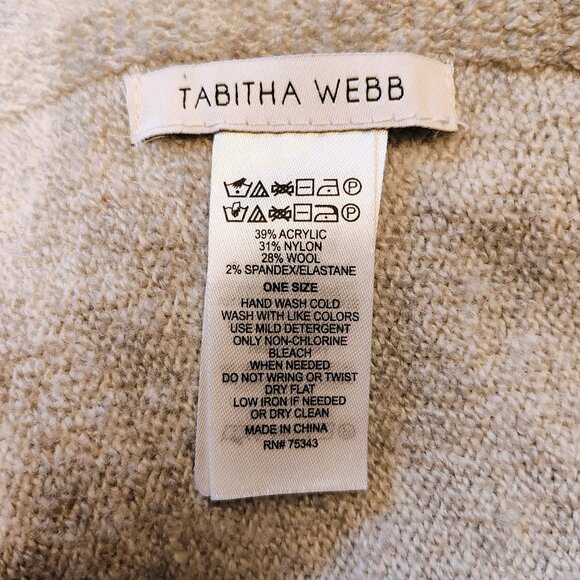 TABITHA WEBB
39% ACRYLIC
31% NYLON
28% WOOL
2% SPANDEX/ELASTANE
ONE SIZE
HAND WASH COLD
WASH WITH LIKE COLORS
USE MILD DETERGENT
ONLY NON-CHLORINE
BLEACH
WHEN NEEDED
DO NOT WRING OR TWIST
DRY FLAT
LOW IRON IF NEEDED
OR DRY CLEAN
MADE IN CHINA
RN# 75343